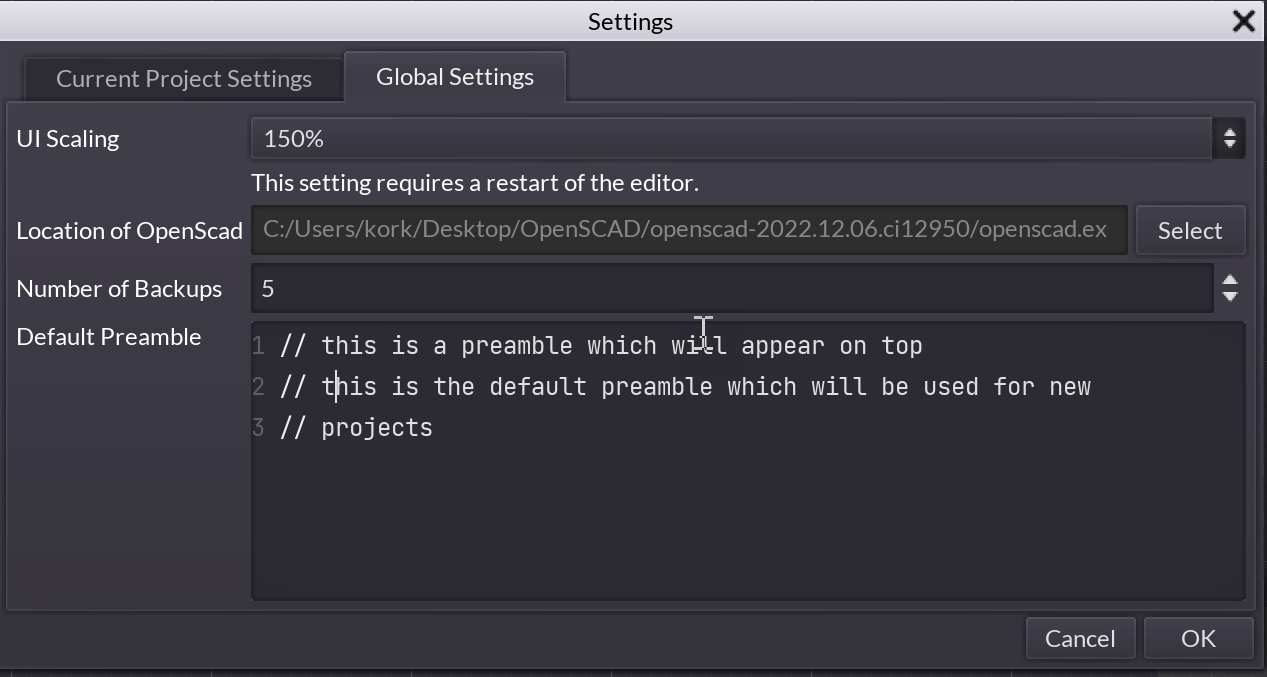 Settings
Current Project Settings
Global Settings
UI Scaling
150%
This setting requires a restart of the editor.
Location of OpenScad
C:/Users/kork/Desktop/OpenSCAD/openscad-2022.12.06.ci12950/openscad.ex
Select
Number of Backups
5
Default Preamble
1 // this is a preamble which will appear on top
2 // this is the default preamble which will be used for new
3 // projects
Cancel
OK